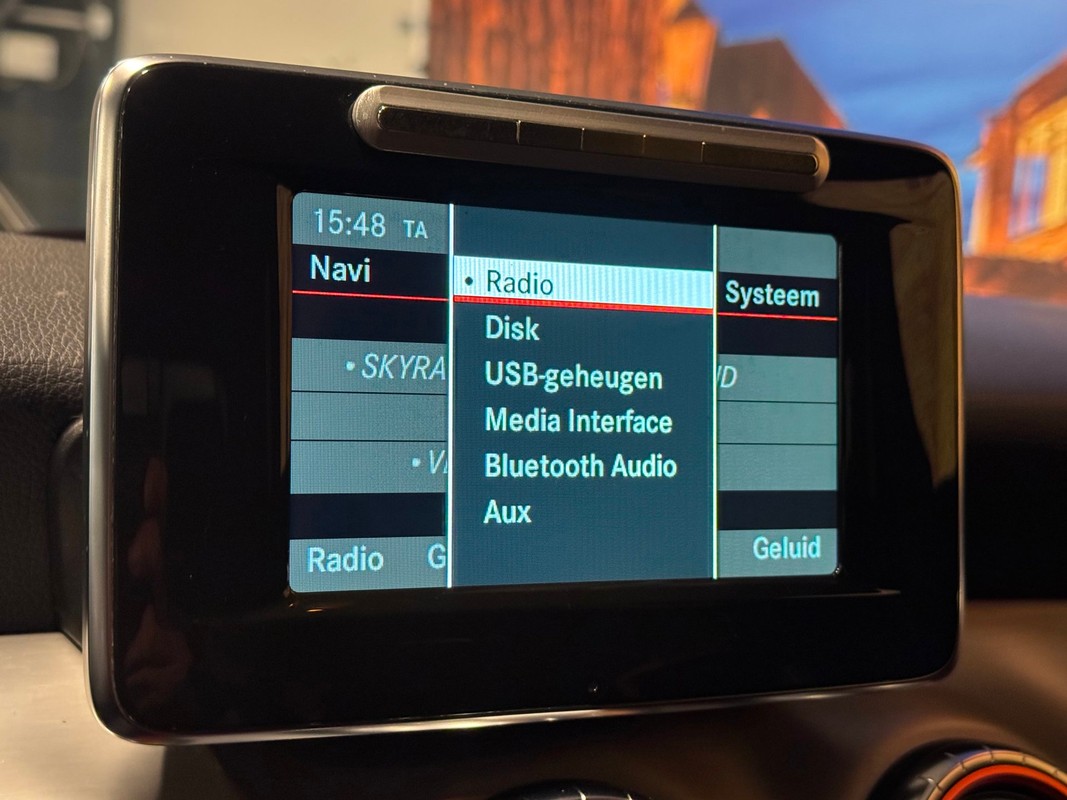 15:48 TA
Navi
Radio
Systeem
Disk
• SKYRA
USB-geheugen
Media Interface
Bluetooth Audio
Aux
Radio
Geluid